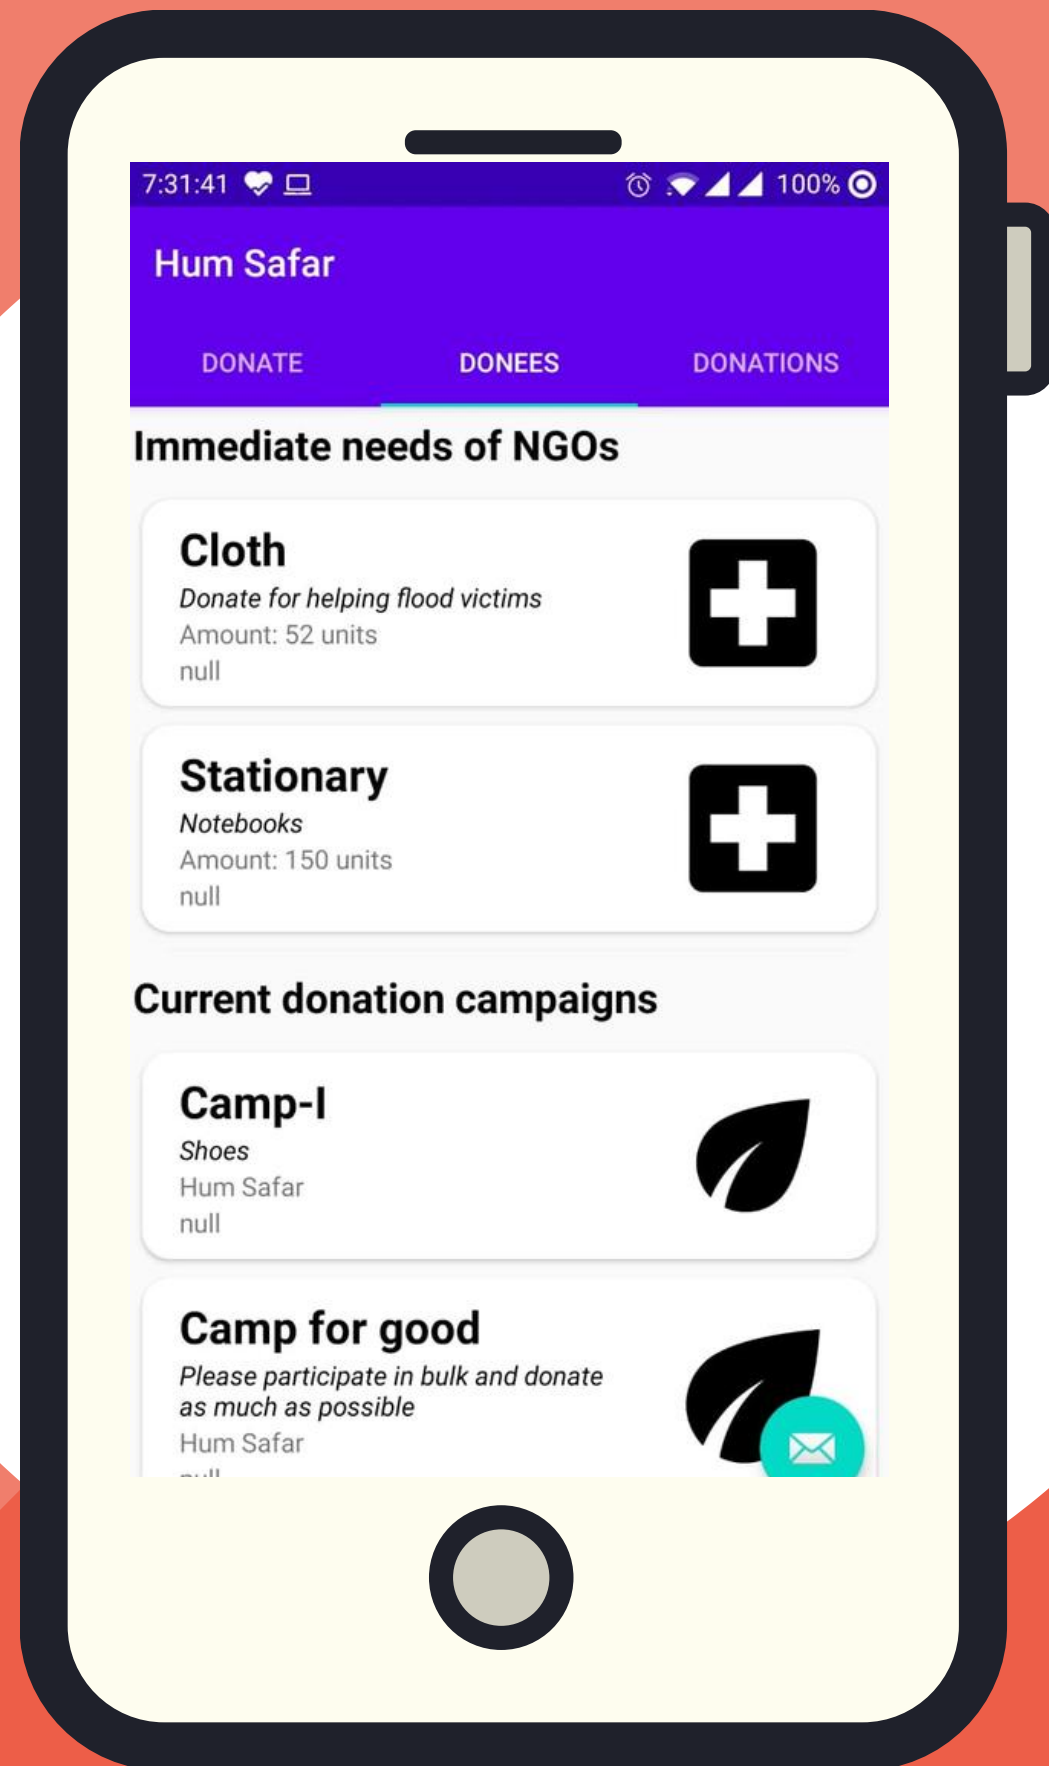 7:31:41
100%
Hum Safar
DONATE DONEES DONATIONS
Immediate needs of NGOs
Cloth
Donate for helping flood victims
Amount: 52 units
null
Stationary
Notebooks
Amount: 150 units
null
Current donation campaigns
Camp-I
Shoes
Hum Safar
null
Camp for good
Please participate in bulk and donate
as much as possible
Hum Safar